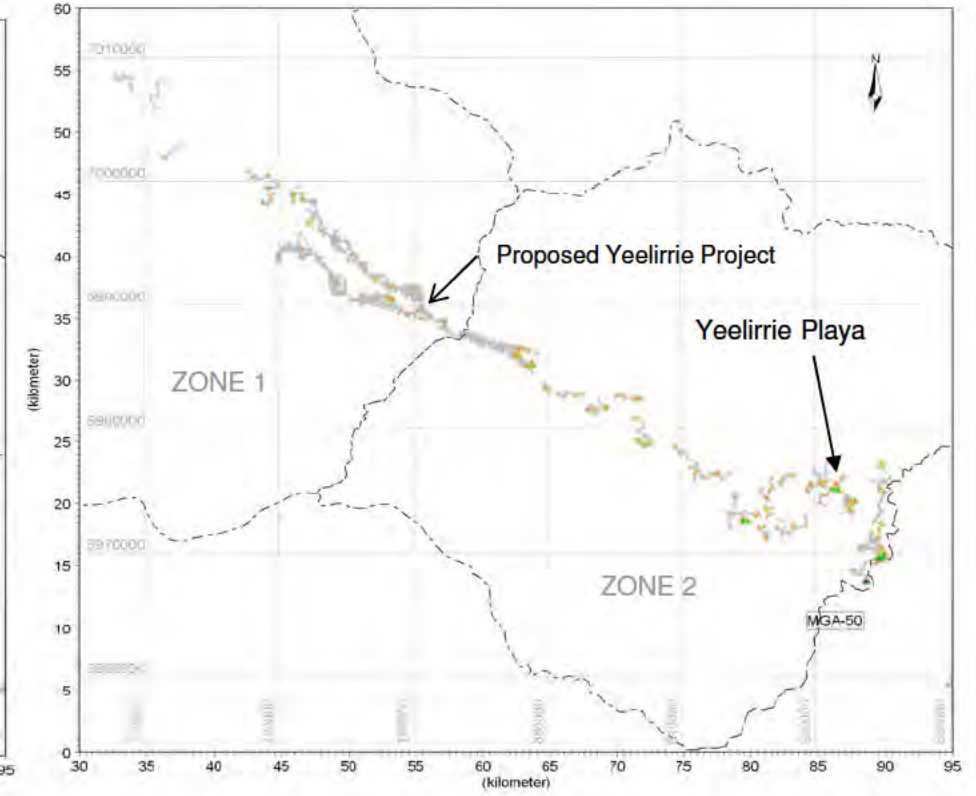 60
55
50
45
40
35
30
25
20
15
10
5
0
(kilometer)
7010000
7000000
N
Proposed Yeelirrie Project
Yeelirrie Playa
ZONE 1
ZONE 2
MGA-50
95
30 35 40 45 50 55 60 65 70 75 80 85 90 95
(kilometer)